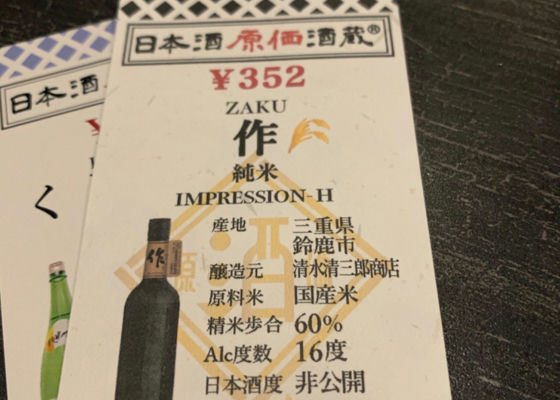 日本酒原価酒蔵®
¥352
ZAKU
作
純米
IMPRESSION-H
産地 三重県
鈴鹿市
醸造元 清水清三郎商店
原料米 国産米
精米歩合 60%
Alc度数 16度
日本酒度 非公開
作
酒
日本酒
¥
く